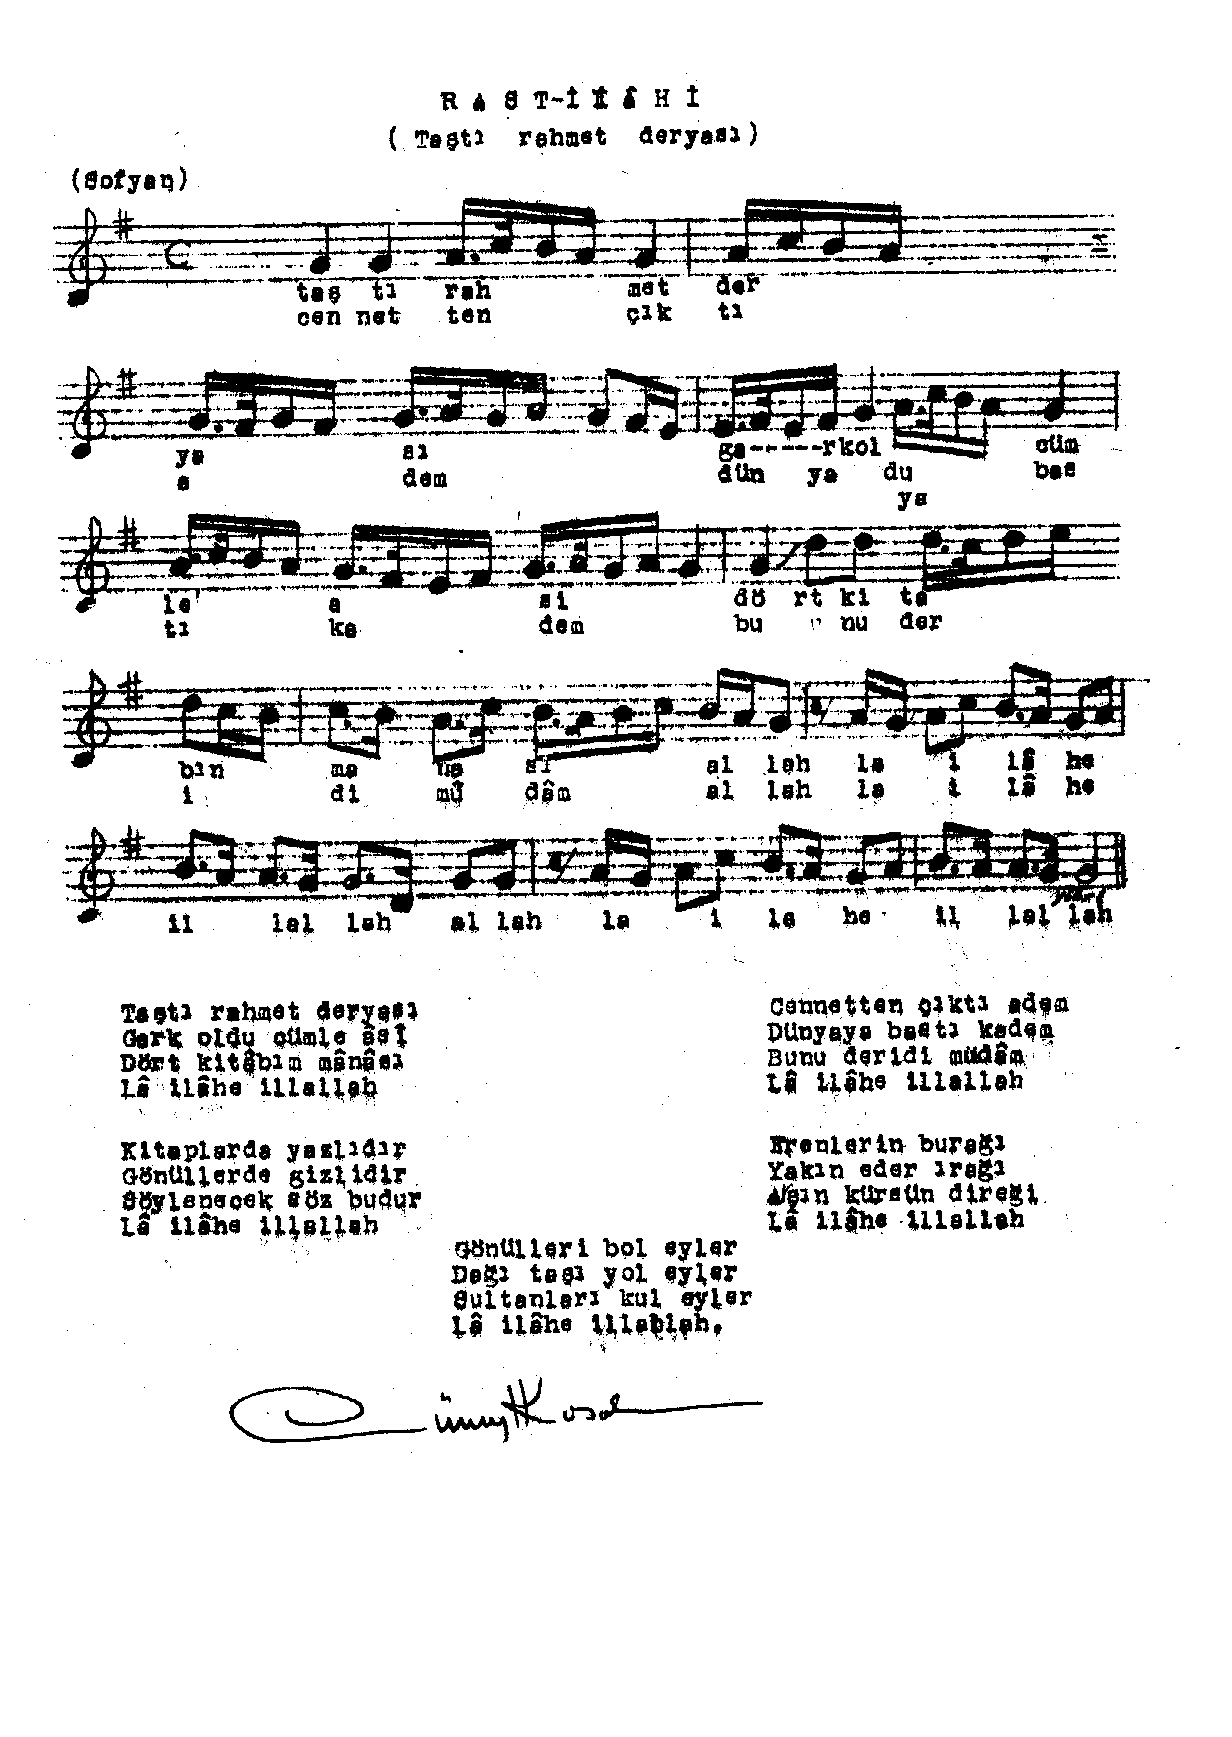 RAST-İLÂHİ
(Taştı rahmet deryası)
(Sofyan)
taş tı rah met der
cen net ten çık tı
ya sı ga-----rkol cüm
a dem dün ya du bas
ya
le a si dö rt ki ta
tı ka dem bu nu der
bın ma na sı al lah la i lâ he
i di mü dâm al lah la i lâ he
il lal lah al lah la i la he il lal lah
Taştı rahmet deryası
Gark oldu cümle âsî
Dört kitâbın mânâsı
Lâ ilâhe illallah
Cennetten çıktı adem
Dünyaya bastı kadem
Bunu deridi müdâm
Lâ ilâhe illallah
Kitaplarda yazlıdır
Gönüllerde gizlidir
Söylenecek söz budur
Lâ ilâhe illallah
Erenlerin burağı
Yakın eder ırağı
Arşın kürsün direği
Lâ ilâhe illallah
Gönülleri bol eyler
Dağı taşı yol eyler
Sultanları kul eyler
Lâ ilâhe illallah.